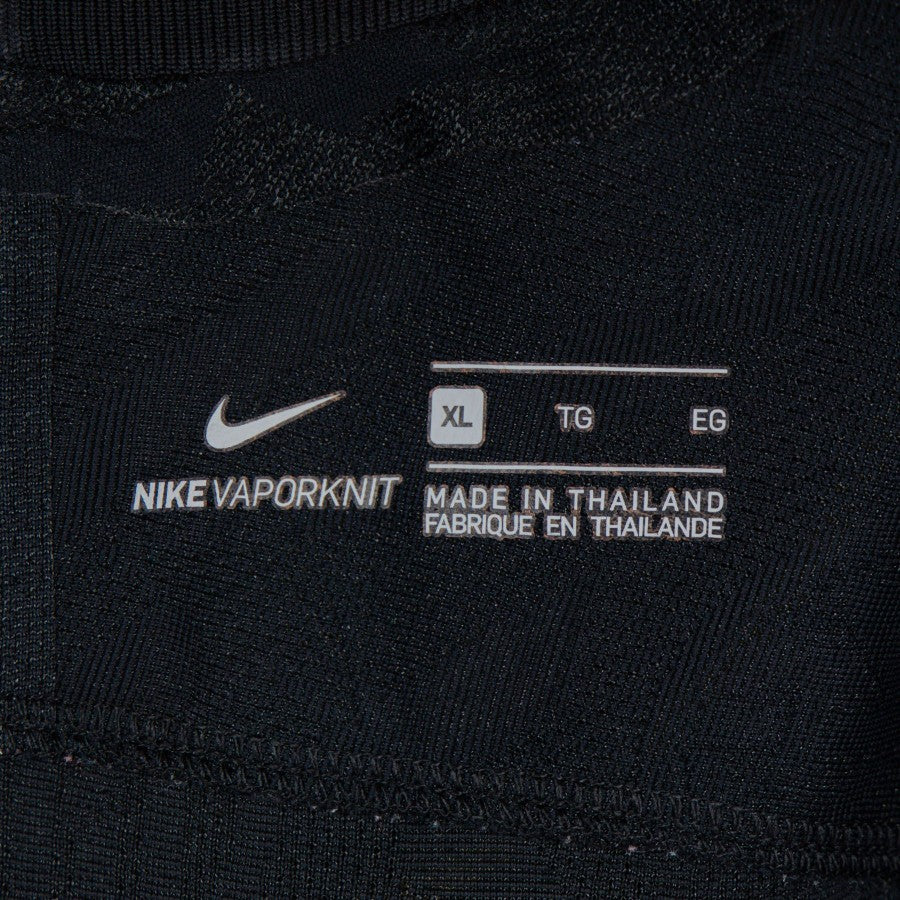 XL TG EG
NIKE VAPORKNIT
MADE IN THAILAND
FABRIQUE EN THAILANDE